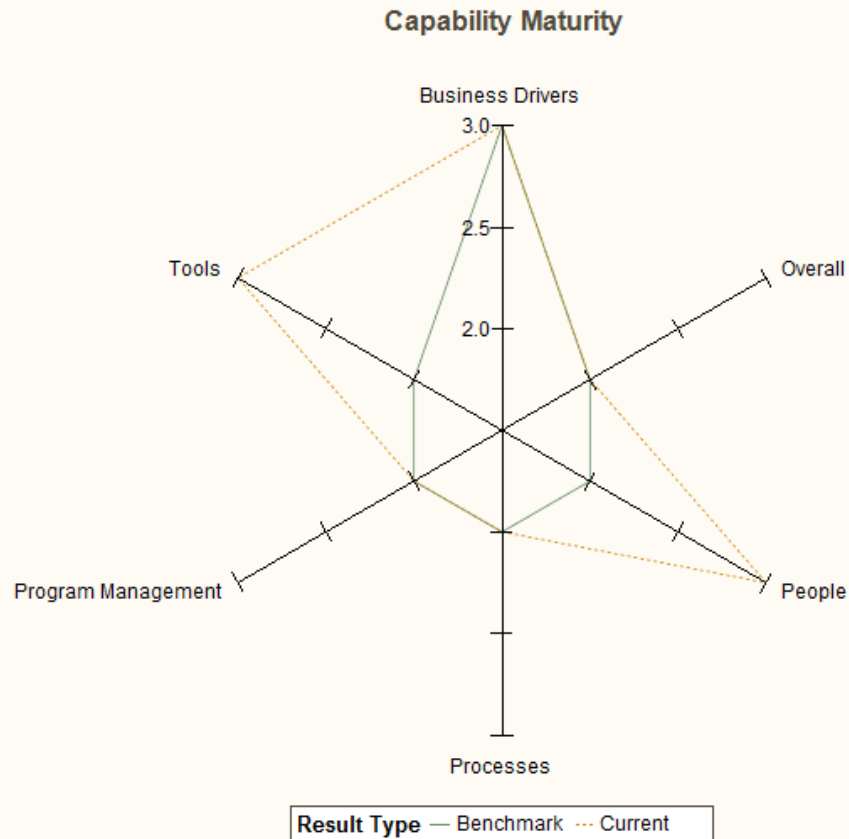 Capability Maturity
Business Drivers
3.0
2.5
2.0
Tools
Overall
Program Management
People
Processes
Result Type Benchmark Current